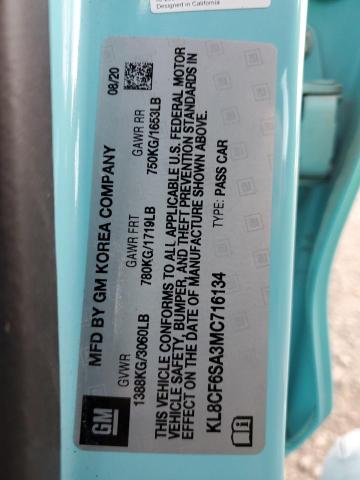 Designed in California
MFD BY GM KOREA COMPANY 08/20
GVWR GAWR FRT GAWR RR
1388KG/3060LB 780KG/1719LB 750KG/1653LB
THIS VEHICLE CONFORMS TO ALL APPLICABLE U.S. FEDERAL MOTOR
VEHICLE SAFETY, BUMPER, AND THEFT PREVENTION STANDARDS IN
EFFECT ON THE DATE OF MANUFACTURE SHOWN ABOVE.
KL8CF6SA3MC716134 TYPE: PASS CAR
GM